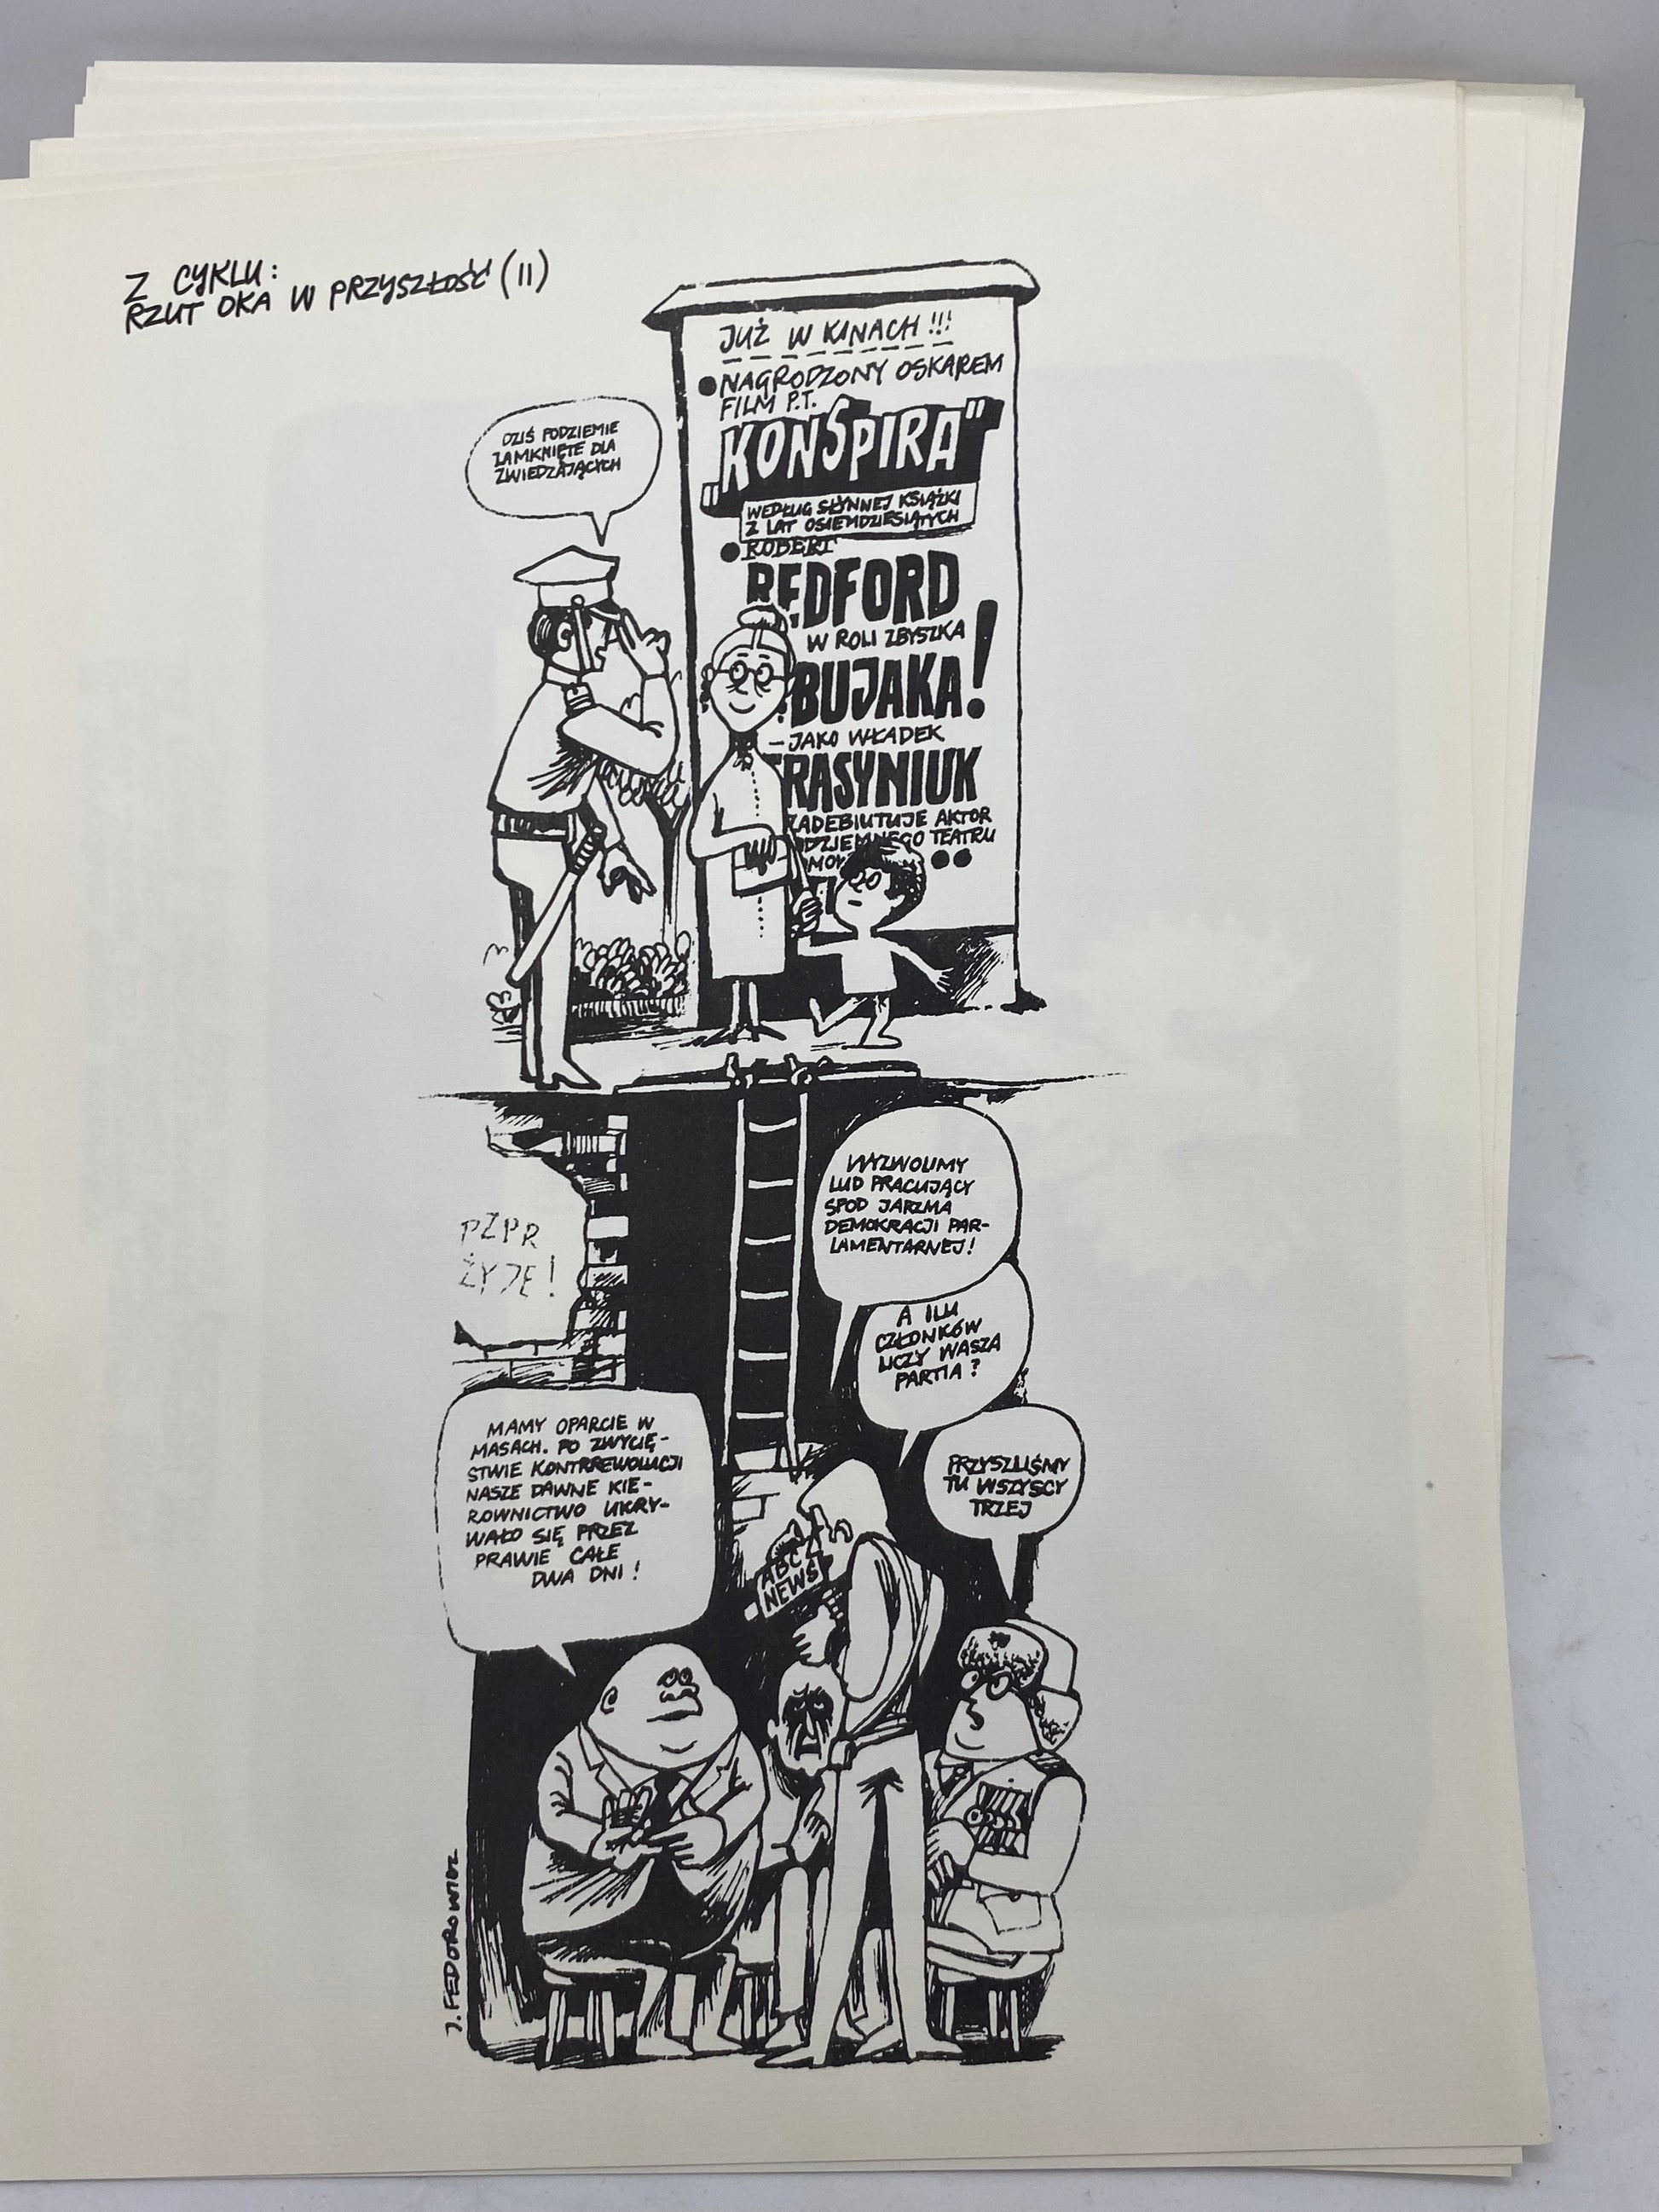 Z CYKLU:
RZUT OKA W PRZYSZŁOŚĆ (II)
JUŻ W KINACH!!!
NAGRODZONY OSKAREM
FILM P.T.
"KONSPIRA"
WEDŁUG SŁYNNEJ KSIĄŻKI
Z LAT OSIEMDZIESIĄTYCH
ROBERT
REDFORD
W ROLI ZBYSZKA
BUJAKA!
– JAKO WŁADEK
FRASYNIUK
ZADEBIUTUJE AKTOR
TEATRU
DZIŚ PODZIEMIE
ZAMKNIĘTE DLA
ZWIEDZAJĄCYCH
PZPR
ŻYJE!
WYZWOLIMY
LUD PRACUJĄCY
SPOD JARZMA
DEMOKRACJI PAR-
LAMENTARNEJ!
A ILU
CZŁONKÓW
LICZY WASZA
PARTIA?
PRZYSZLIŚMY
TU WSZYSCY
TRZEJ
MAMY OPARCIE W
MASACH. PO ZWYCIĘ-
STWIE KONTRREWOLUCJI
NASZE DAWNE KIE-
ROWNICTWO UKRY-
WAŁO SIĘ PRZEZ
PRAWIE CAŁE
DWA DNI!
ABC
NEWS
J. FEDOROWICZ